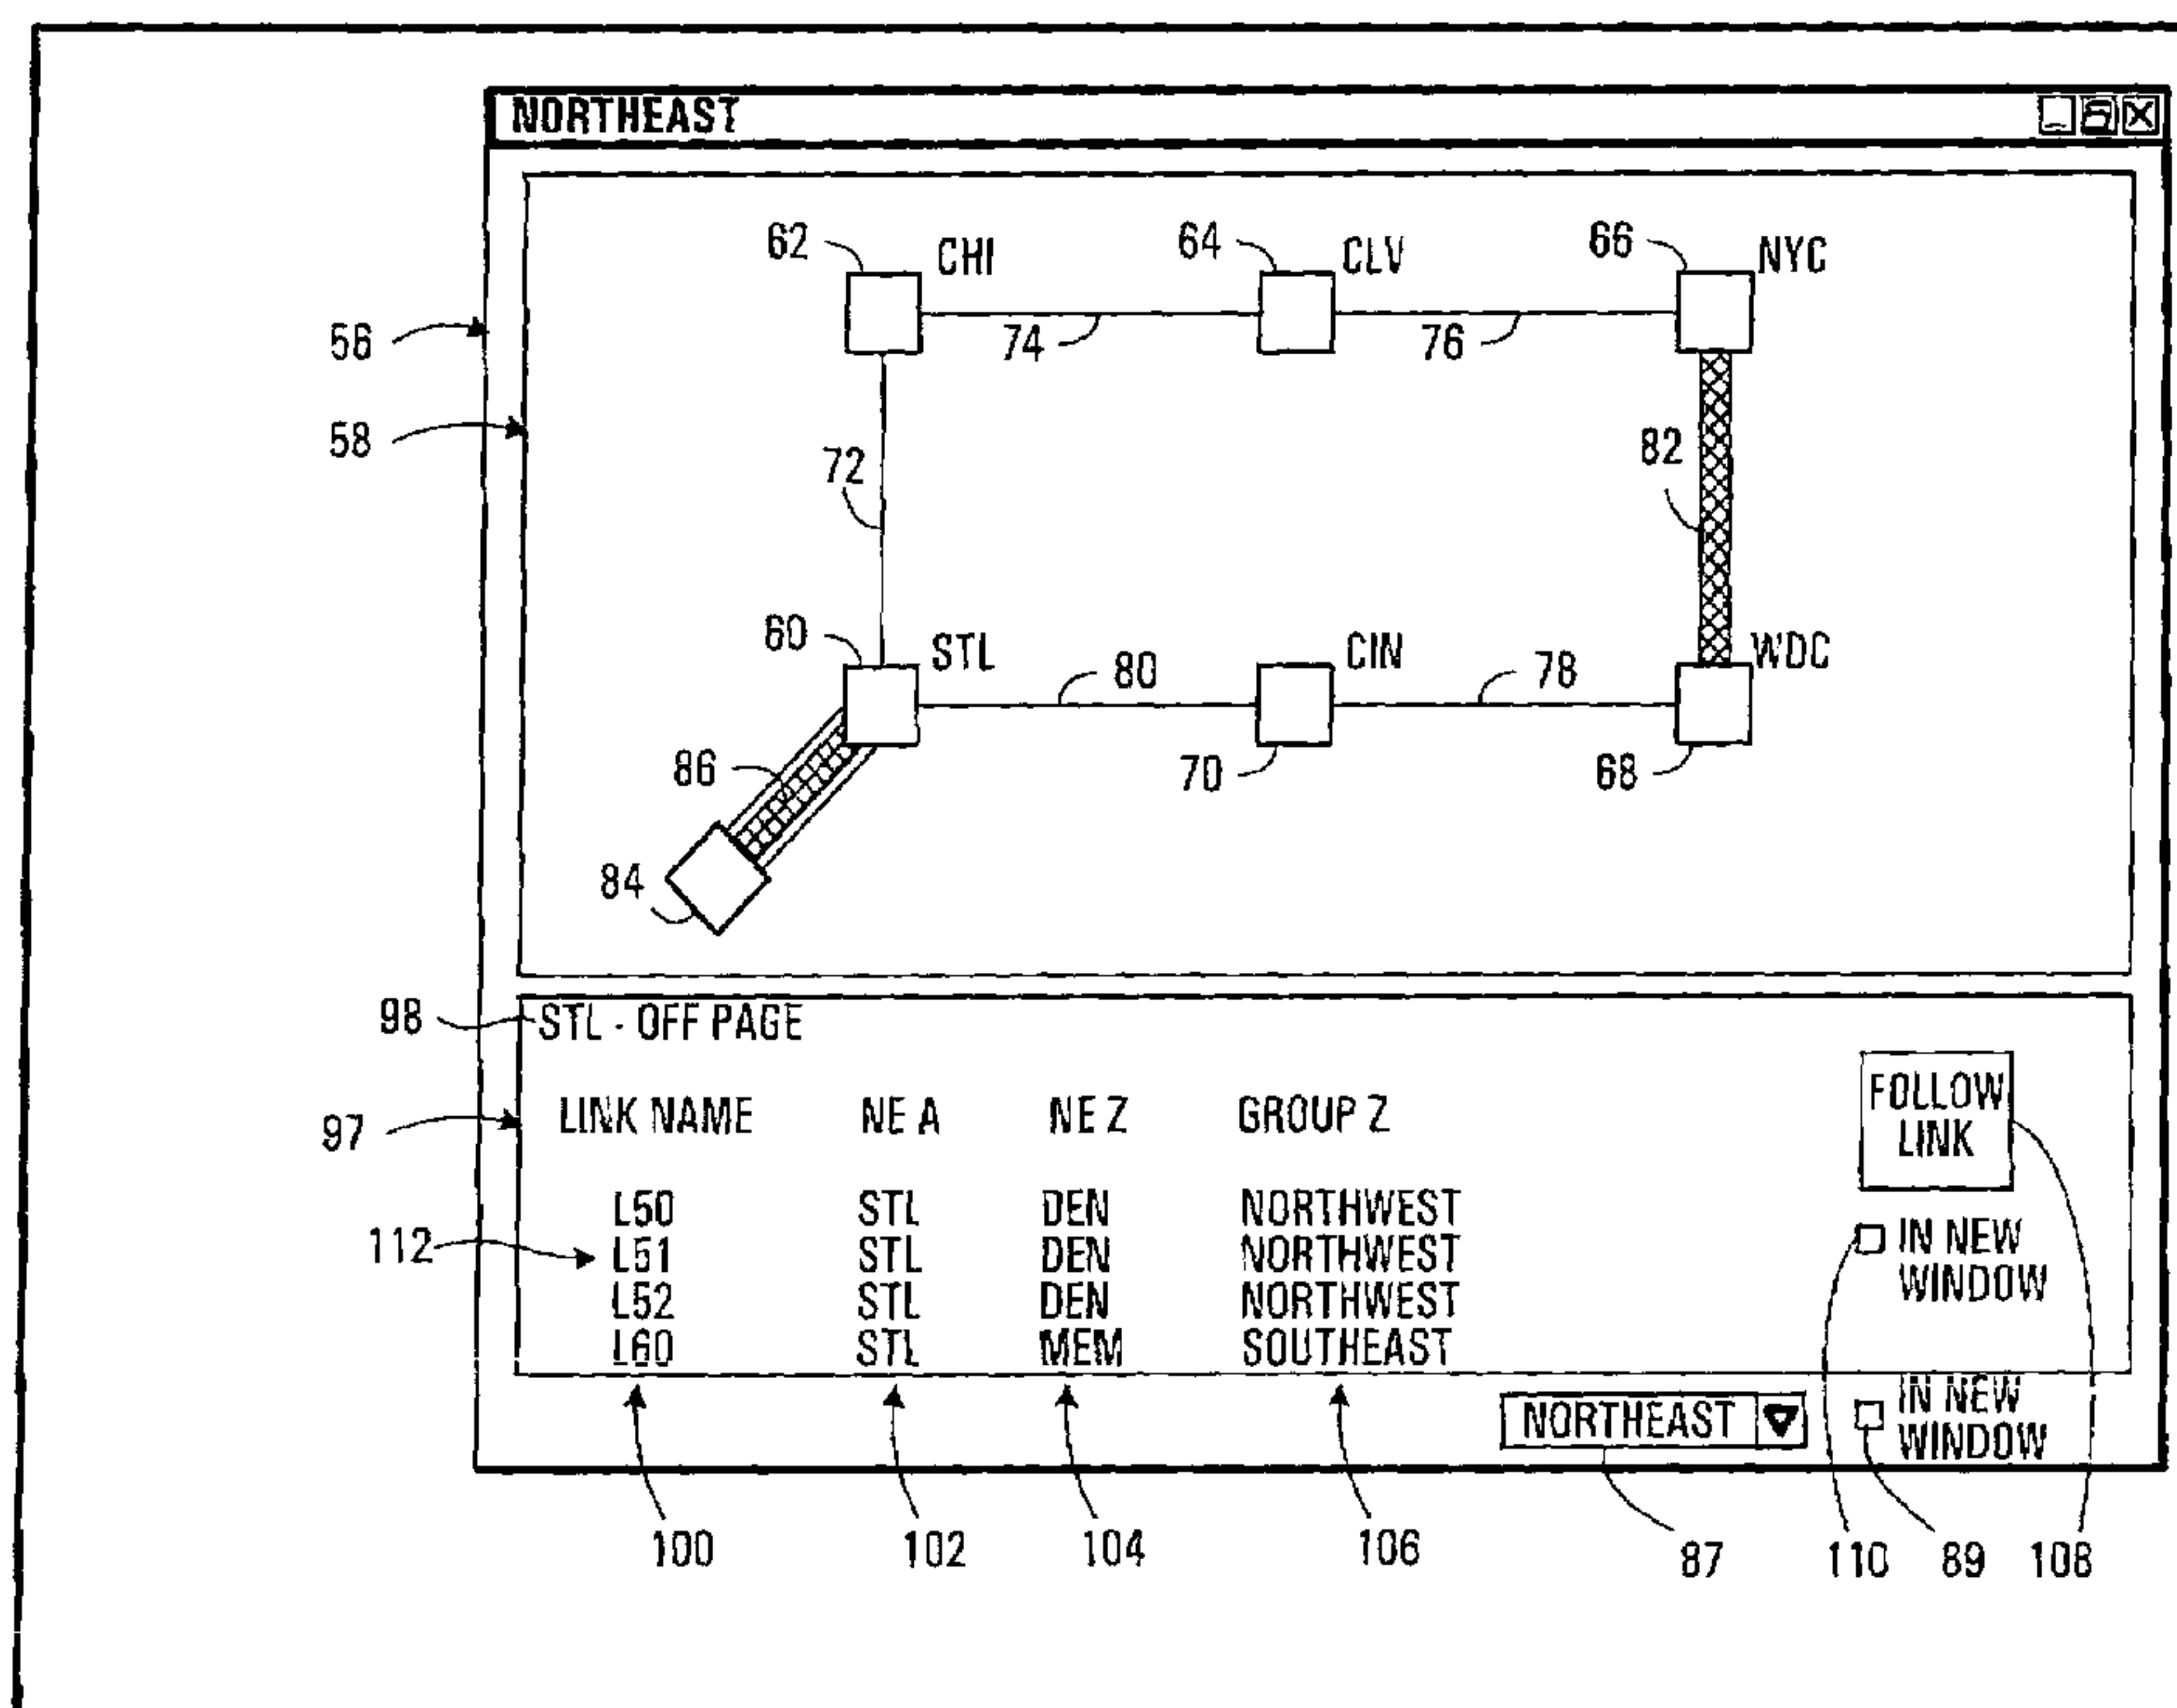 NORTHEAST
62 CHI 64 CLV 66 NYC
56 74 76
58 72 82
60 STL 80 CIN 78 WDC
86 70 68
84
98 STL - OFF PAGE
97 LINK NAME NE A NE Z GROUP Z FOLLOW LINK
L50 STL DEN NORTHWEST
112 L51 STL DEN NORTHWEST IN NEW WINDOW
L52 STL DEN NORTHWEST
L60 STL MEM SOUTHEAST
NORTHEAST IN NEW WINDOW
100 102 104 106 87 110 89 108